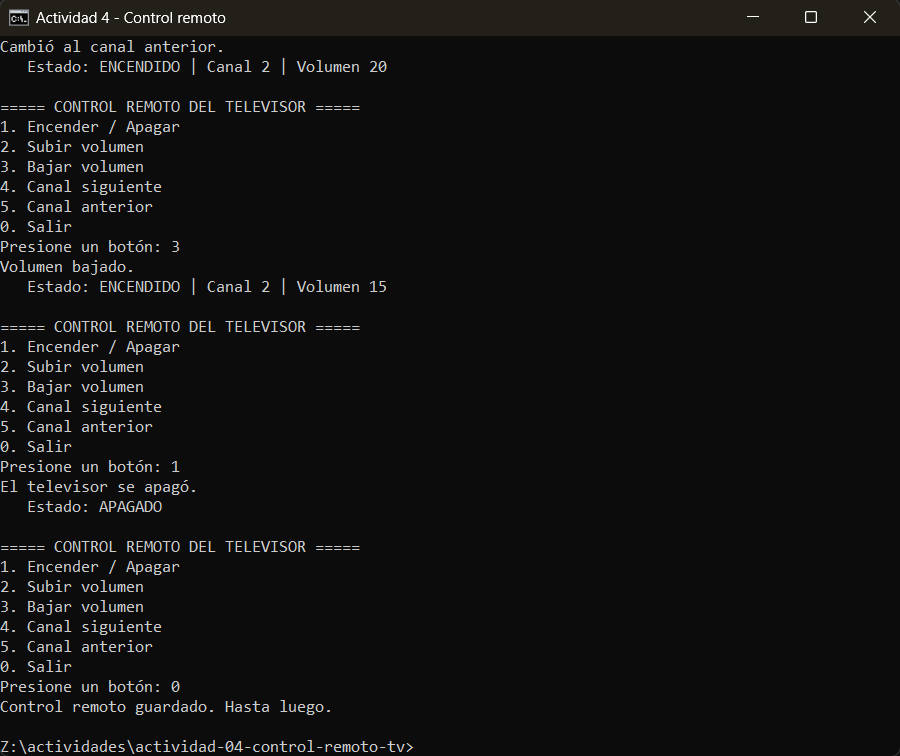 Actividad 4 - Control remoto
Cambió al canal anterior.
   Estado: ENCENDIDO | Canal 2 | Volumen 20

===== CONTROL REMOTO DEL TELEVISOR =====
1. Encender / Apagar
2. Subir volumen
3. Bajar volumen
4. Canal siguiente
5. Canal anterior
0. Salir
Presione un botón: 3
Volumen bajado.
   Estado: ENCENDIDO | Canal 2 | Volumen 15

===== CONTROL REMOTO DEL TELEVISOR =====
1. Encender / Apagar
2. Subir volumen
3. Bajar volumen
4. Canal siguiente
5. Canal anterior
0. Salir
Presione un botón: 1
El televisor se apagó.
   Estado: APAGADO

===== CONTROL REMOTO DEL TELEVISOR =====
1. Encender / Apagar
2. Subir volumen
3. Bajar volumen
4. Canal siguiente
5. Canal anterior
0. Salir
Presione un botón: 0
Control remoto guardado. Hasta luego.

Z:\actividades\actividad-04-control-remoto-tv>